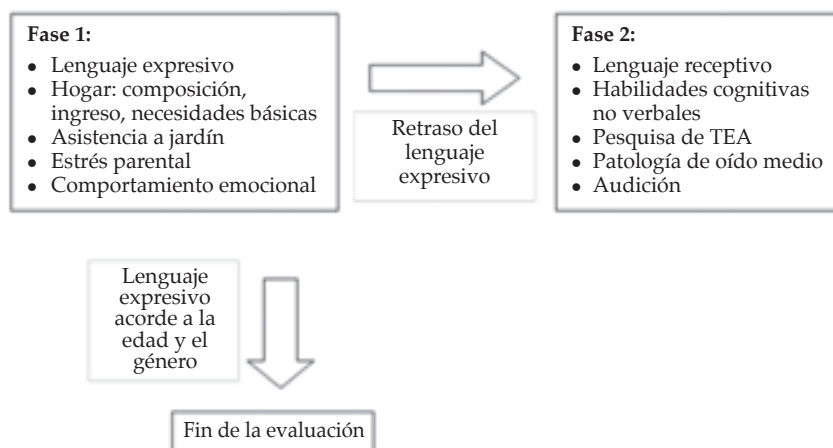 Fase 1:
• Lenguaje expresivo
• Hogar: composición,
ingreso, necesidades básicas
• Asistencia a jardín
• Estrés parental
• Comportamiento emocional
Retraso del
lenguaje
expresivo
Fase 2:
• Lenguaje receptivo
• Habilidades cognitivas
no verbales
• Pesquisa de TEA
• Patología de oído medio
• Audición
Lenguaje
expresivo
acorde a la
edad y el
género
Fin de la evaluación